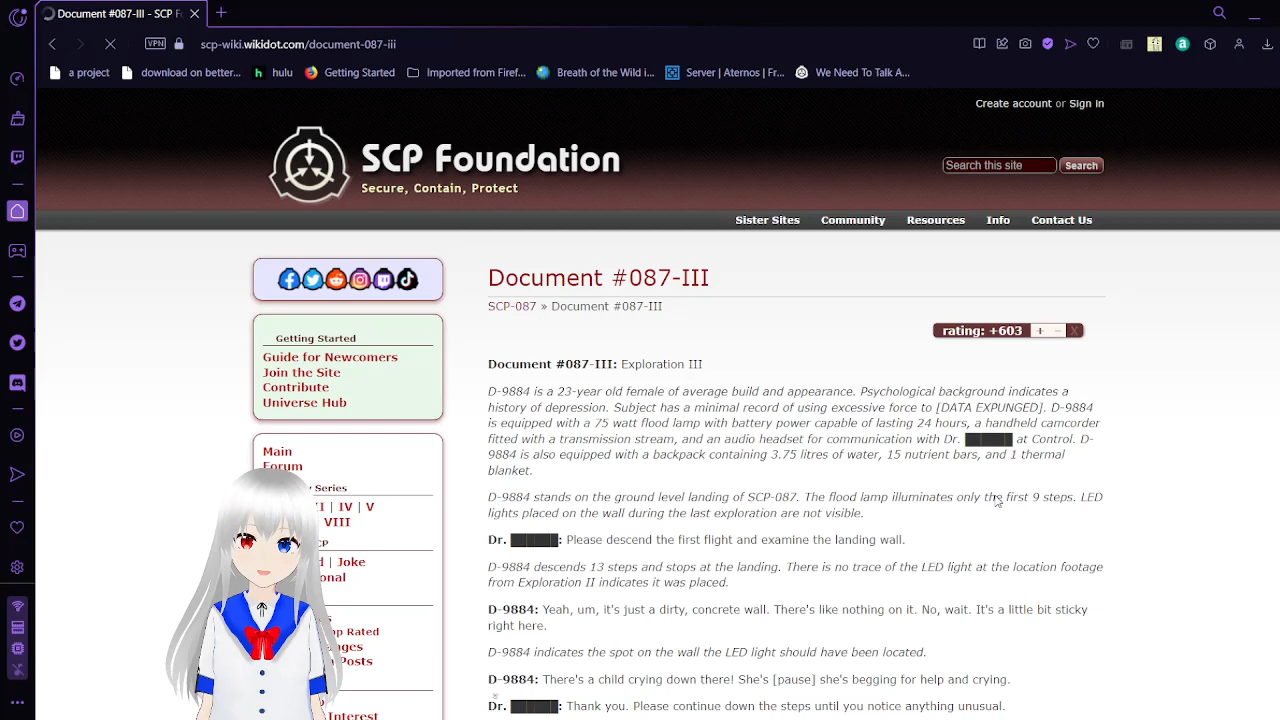 Document #087-III - SCP F
scp-wiki.wikidot.com/document-087-iii
VPN
a project
download on better...
hulu
Getting Started
Imported from Firef...
Breath of the Wild i...
Server | Aternos | Fr...
We Need To Talk A...
Create account or Sign in
SCP Foundation
Secure, Contain, Protect
Search this site
Search
Sister Sites
Community
Resources
Info
Contact Us
Getting Started
Guide for Newcomers
Join the Site
Contribute
Universe Hub
Main
Forum
y Series
I | IV | V
VIII
CP
d | Joke
ional
op Rated
nges
n Posts
Interest
Document #087-III
SCP-087 » Document #087-III
rating: +603 + – X
Document #087-III: Exploration III
D-9884 is a 23-year old female of average build and appearance. Psychological background indicates a
history of depression. Subject has a minimal record of using excessive force to [DATA EXPUNGED]. D-9884
is equipped with a 75 watt flood lamp with battery power capable of lasting 24 hours, a handheld camcorder
fitted with a transmission stream, and an audio headset for communication with Dr. ██████ at Control. D-
9884 is also equipped with a backpack containing 3.75 litres of water, 15 nutrient bars, and 1 thermal
blanket.
D-9884 stands on the ground level landing of SCP-087. The flood lamp illuminates only the first 9 steps. LED
lights placed on the wall during the last exploration are not visible.
Dr. ██████: Please descend the first flight and examine the landing wall.
D-9884 descends 13 steps and stops at the landing. There is no trace of the LED light at the location footage
from Exploration II indicates it was placed.
D-9884: Yeah, um, it's just a dirty, concrete wall. There's like nothing on it. No, wait. It's a little bit sticky
right here.
D-9884 indicates the spot on the wall the LED light should have been located.
D-9884: There's a child crying down there! She's [pause] she's begging for help and crying.
Dr. ██████: Thank you. Please continue down the steps until you notice anything unusual.